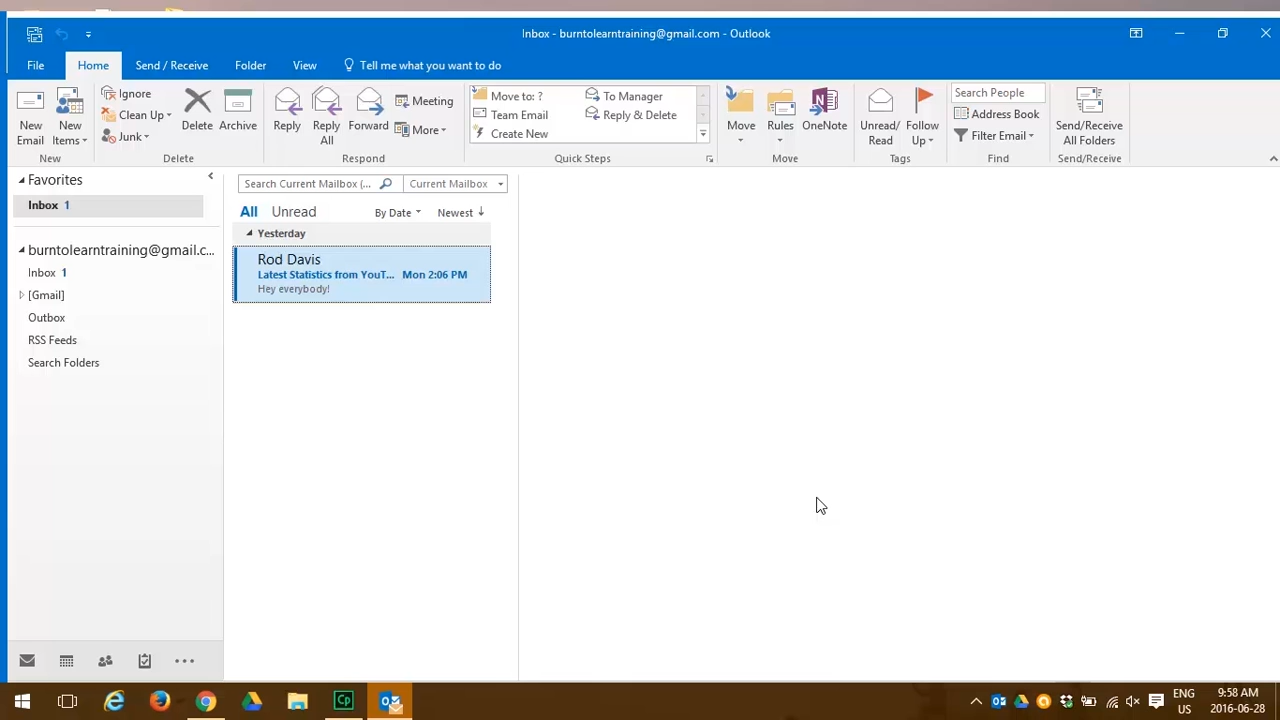 Inbox - burntolearntraining@gmail.com - Outlook
File Home Send / Receive Folder View Tell me what you want to do
New Email
New Items
New
Ignore
Clean Up
Junk
Delete
Archive
Delete
Reply
Reply All
Forward
Meeting
More
Respond
Move to: ?
Team Email
Create New
To Manager
Reply & Delete
Quick Steps
Move
Rules
OneNote
Move
Unread/ Read
Follow Up
Tags
Search People
Address Book
Filter Email
Find
Send/Receive All Folders
Send/Receive
Favorites
Inbox 1
burntolearntraining@gmail.c...
Inbox 1
[Gmail]
Outbox
RSS Feeds
Search Folders
Search Current Mailbox (... Current Mailbox
All Unread By Date Newest
Yesterday
Rod Davis
Latest Statistics from YouT... Mon 2:06 PM
Hey everybody!
Cp
ENG
US
9:58 AM
2016-06-28